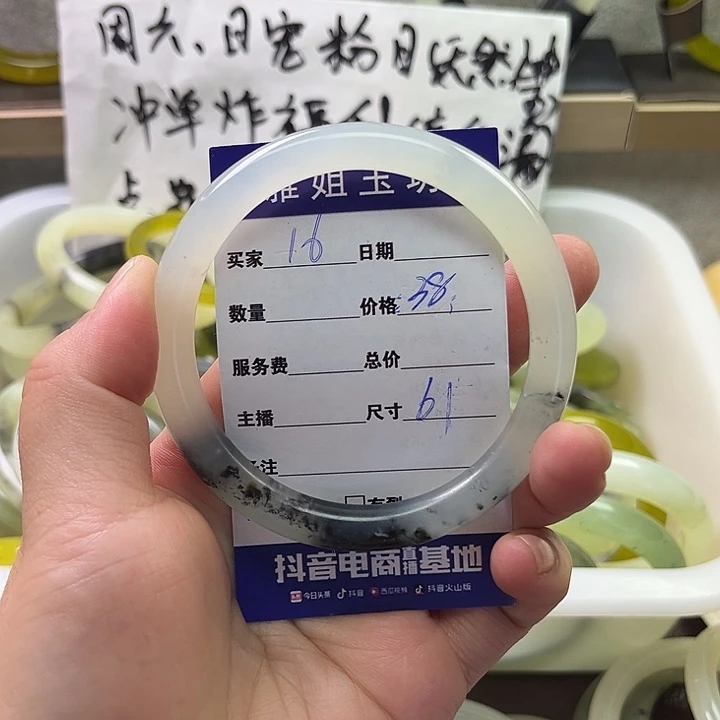 周六、日宠粉日
冲单炸福利
雅姐玉
买家 16 日期
数量 价格 38
服务费 总价
主播 尺寸 61
注
抖音电商直播基地
今日头条 抖音 西瓜视频 抖音火山版